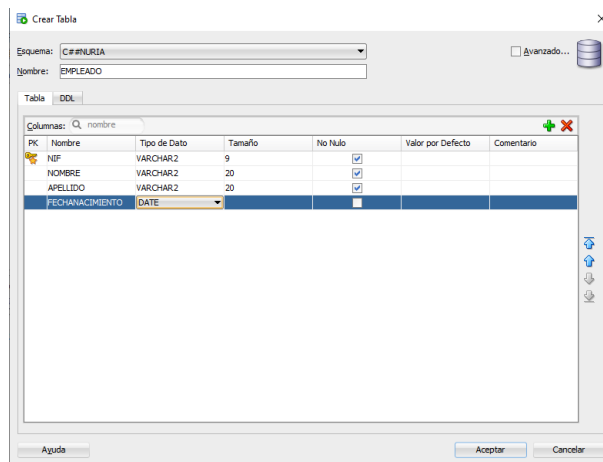 Crear Tabla
Esquema: C##NURIA
Avanzado...
Nombre: EMPLEADO
Tabla DDL
Columnas: nombre
PK Nombre Tipo de Dato Tamaño No Nulo Valor por Defecto Comentario
NIF VARCHAR2 9
NOMBRE VARCHAR2 20
APELLIDO VARCHAR2 20
FECHANACIMIENTO DATE
Ayuda Aceptar Cancelar